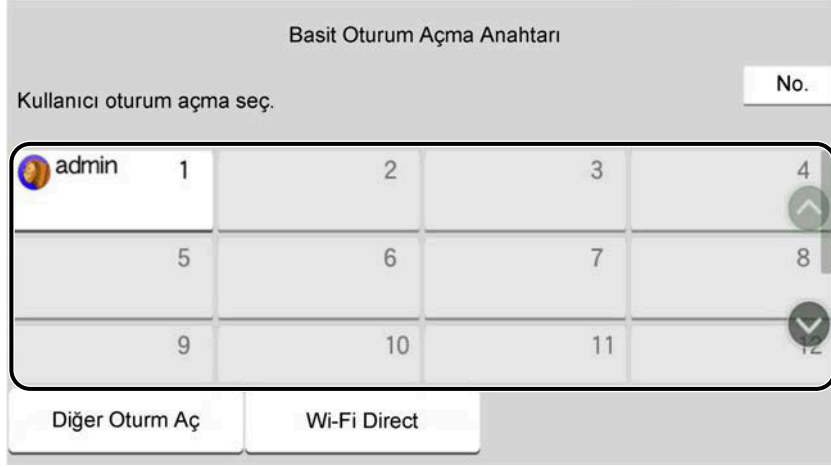 Basit Oturum Açma Anahtarı
No.
Kullanıcı oturum açma seç.
admin 1 2 3 4
5 6 7 8
9 10 11 12
Diğer Oturm Aç Wi-Fi Direct